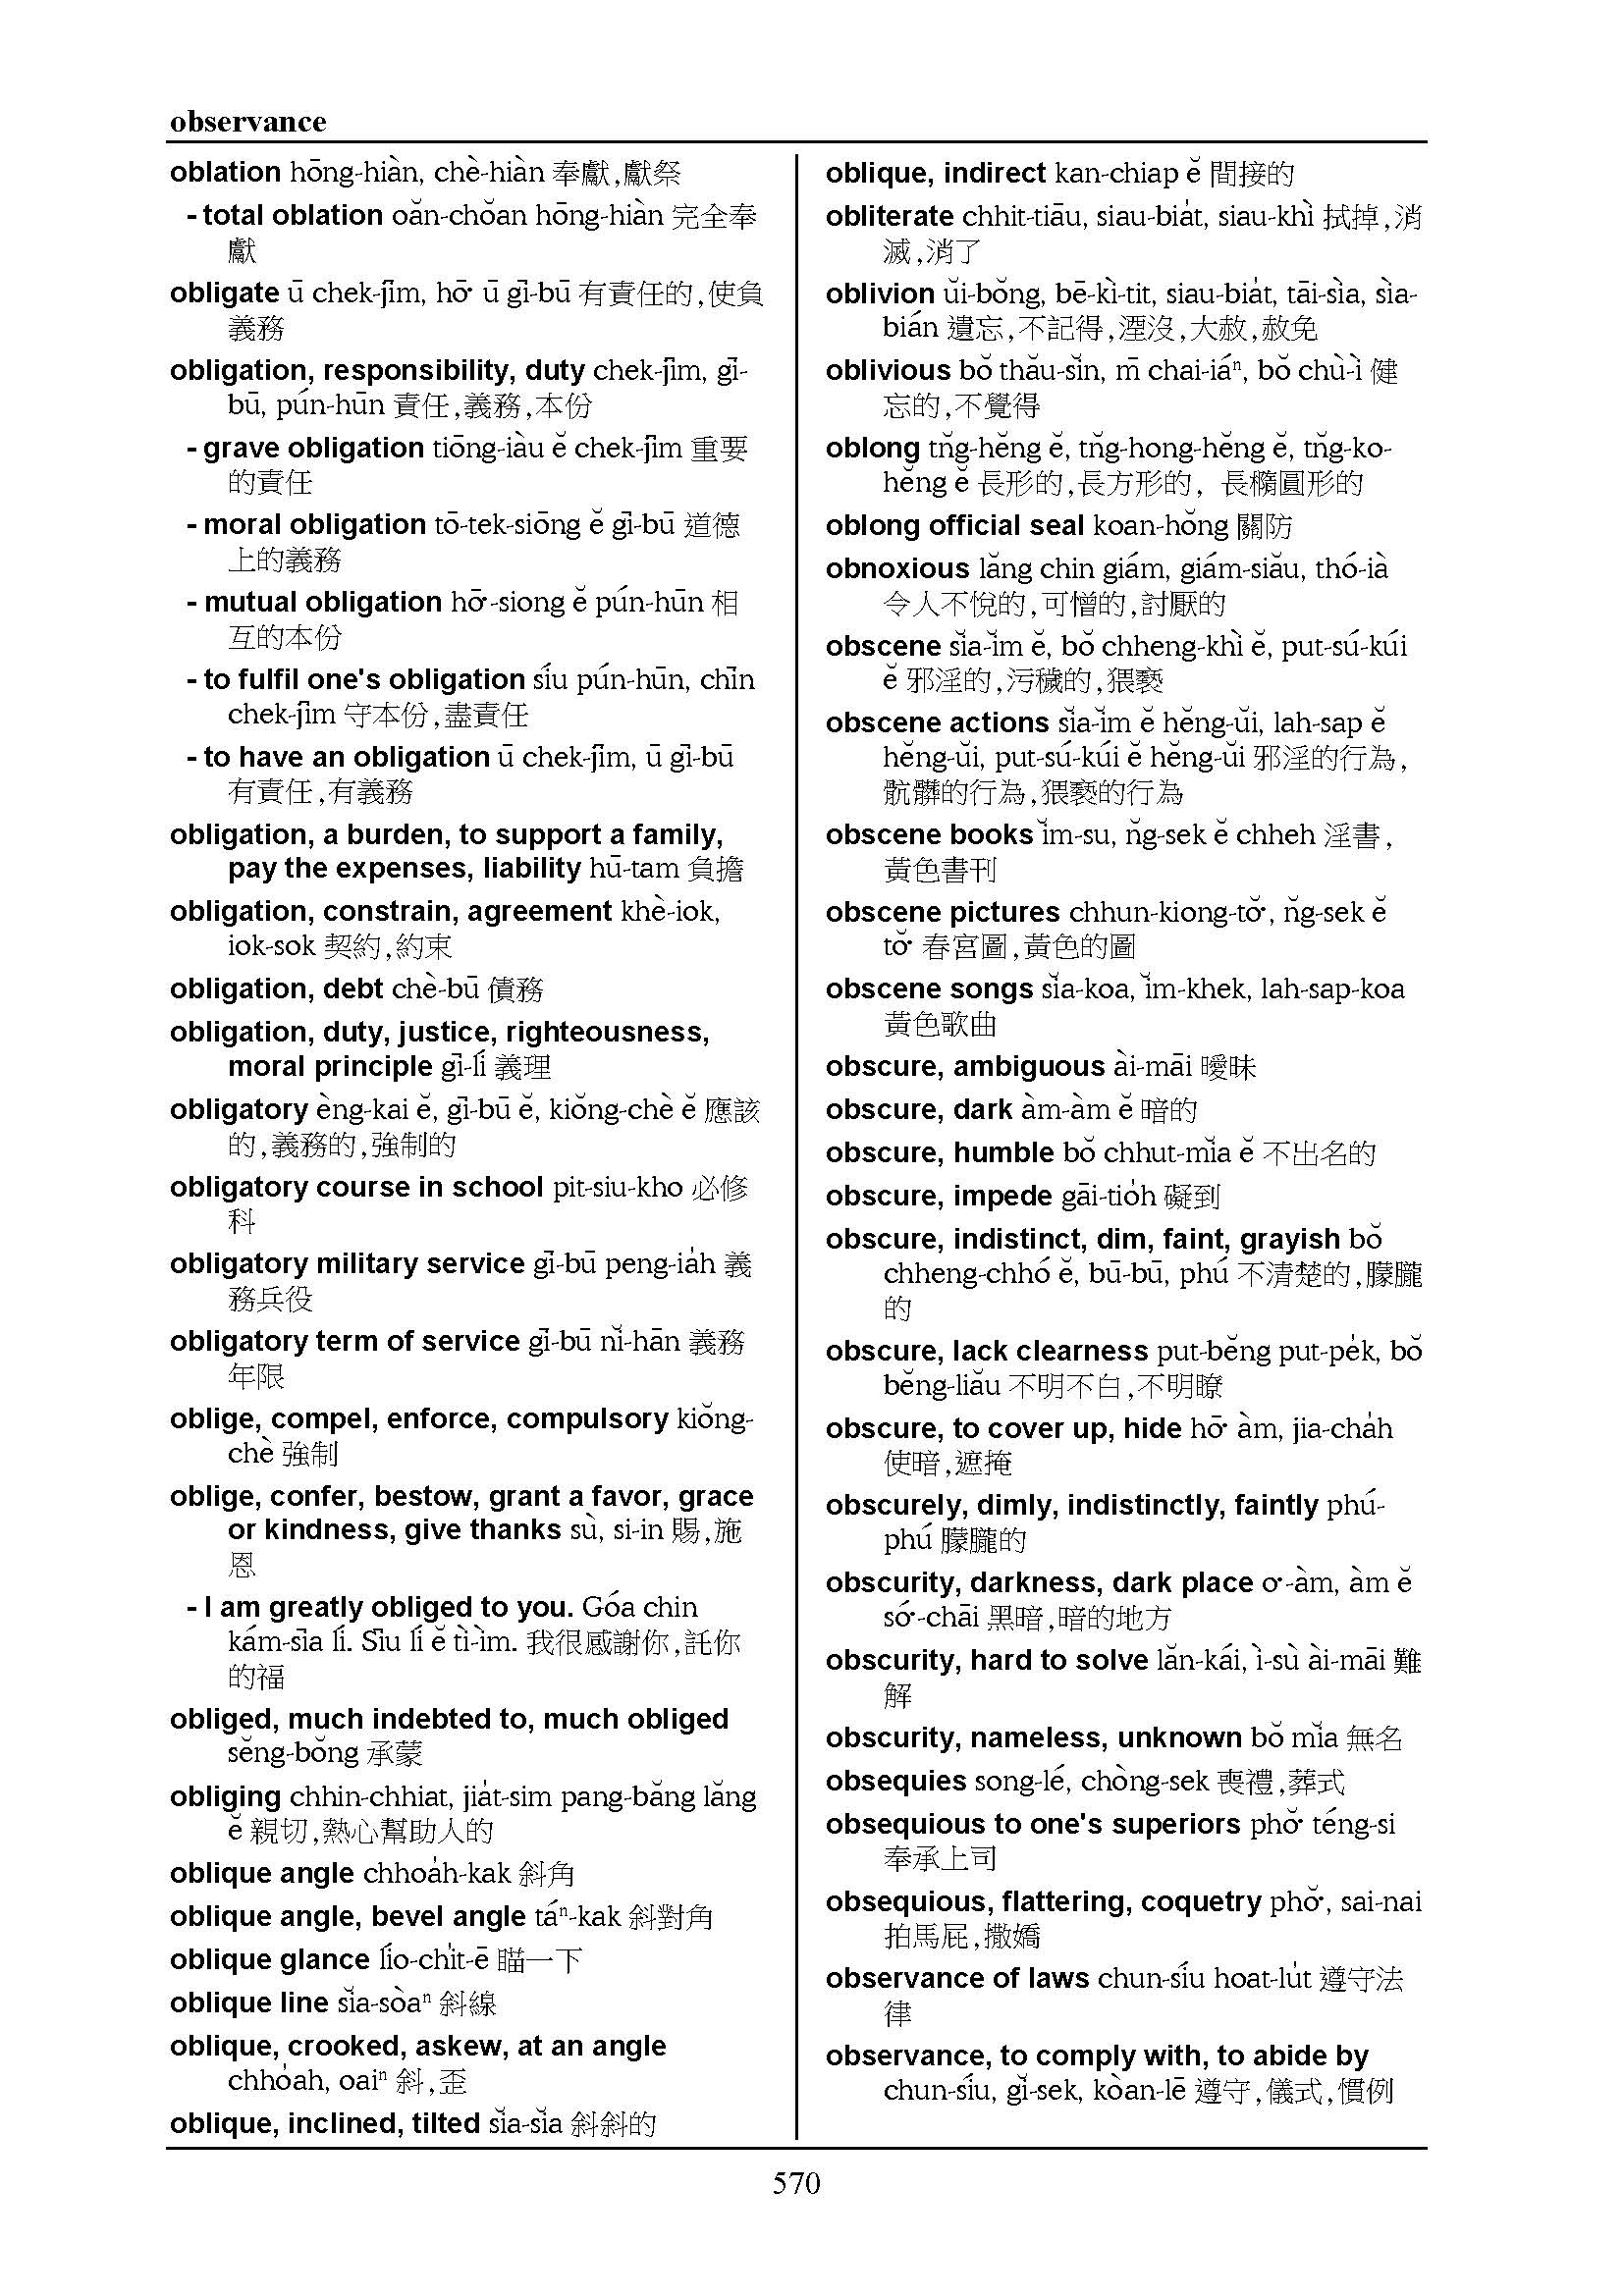 observance
oblation hōng-hiàn, chè-hiàn 奉獻,獻祭
- total oblation oăn-chŏan hōng-hiàn 完全奉
獻
obligate ū chek-jīm, hō͘ ū gī-bū 有責任的,使負
義務
obligation, responsibility, duty chek-jīm, gī-
bū, pún-hūn 責任,義務,本份
- grave obligation tiōng-iàu ĕ chek-jīm 重要
的責任
- moral obligation tō-tek-siōng ĕ gī-bū 道德
上的義務
- mutual obligation hō͘-siong ĕ pún-hūn 相
互的本份
- to fulfil one's obligation síu pún-hūn, chīn
chek-jīm 守本份,盡責任
- to have an obligation ū chek-jīm, ū gī-bū
有責任,有義務
obligation, a burden, to support a family,
pay the expenses, liability hū-tam 負擔
obligation, constrain, agreement khè-iok,
iok-sok 契約,約束
obligation, debt chè-bū 債務
obligation, duty, justice, righteousness,
moral principle gī-lí 義理
obligatory èng-kai ĕ, gī-bū ĕ, kiŏng-chè ĕ 應該
的,義務的,強制的
obligatory course in school pit-siu-kho 必修
科
obligatory military service gī-bū peng-ia̍h 義
務兵役
obligatory term of service gī-bū nĭ-hān 義務
年限
oblige, compel, enforce, compulsory kiŏng-
chè 強制
oblige, confer, bestow, grant a favor, grace
or kindness, give thanks sù, si-in 賜,施
恩
- I am greatly obliged to you. Góa chin
kám-sīa lí. Sīu lí ĕ tì-ìm. 我很感謝你,託你
的福
obliged, much indebted to, much obliged
sĕng-bŏng 承蒙
obliging chhin-chhiat, jia̍t-sim pang-băng lăng
ĕ 親切,熱心幫助人的
oblique angle chhoa̍h-kak 斜角
oblique angle, bevel angle táⁿ-kak 斜對角
oblique glance lío-chi̍t-ē 瞄一下
oblique line sĭa-sòaⁿ 斜線
oblique, crooked, askew, at an angle
chho̍ah, oaiⁿ 斜,歪
oblique, inclined, tilted sĭa-sĭa 斜斜的
oblique, indirect kan-chiap ĕ 間接的
obliterate chhit-tiāu, siau-bia̍t, siau-khì 拭掉,消
滅,消了
oblivion ŭi-bŏng, bē-kì-tit, siau-bia̍t, tāi-sìa, sìa-
bián 遺忘,不記得,湮沒,大赦,赦免
oblivious bŏ thău-sĭn, m̄ chai-iáⁿ, bŏ chù-ì 健
忘的,不覺得
oblong tn̆g-hĕng ĕ, tn̆g-hong-hĕng ĕ, tn̆g-ko-
hĕng ĕ 長形的,長方形的, 長橢圓形的
oblong official seal koan-hŏng 關防
obnoxious lăng chin giám, giám-siău, thó-ià
令人不悅的,可憎的,討厭的
obscene sĭa-ĭm ĕ, bŏ chheng-khì ĕ, put-sú-kúi
ĕ 邪淫的,污穢的,猥褻
obscene actions sĭa-ĭm ĕ hĕng-ŭi, lah-sap ĕ
hĕng-ŭi, put-sú-kúi ĕ hĕng-ŭi 邪淫的行為,
骯髒的行為,猥褻的行為
obscene books ĭm-su, n̆g-sek ĕ chheh 淫書,
黃色書刊
obscene pictures chhun-kiong-tŏ͘, n̆g-sek ĕ
tŏ͘ 春宮圖,黃色的圖
obscene songs sĭa-koa, ĭm-khek, lah-sap-koa
黃色歌曲
obscure, ambiguous ài-māi 曖昧
obscure, dark àm-àm ĕ 暗的
obscure, humble bŏ chhut-mĭa ĕ 不出名的
obscure, impede gāi-tio̍h 礙到
obscure, indistinct, dim, faint, grayish bŏ
chheng-chhó ĕ, bū-bū, phú 不清楚的,朦朧
的
obscure, lack clearness put-bĕng put-pe̍k, bŏ
bĕng-liău 不明不白,不明瞭
obscure, to cover up, hide hō͘ àm, jia-cha̍h
使暗,遮掩
obscurely, dimly, indistinctly, faintly phú-
phú 朦朧的
obscurity, darkness, dark place o͘-àm, àm ĕ
só͘-chāi 黑暗,暗的地方
obscurity, hard to solve lăn-kái, ì-sù ài-māi 難
解
obscurity, nameless, unknown bŏ mĭa 無名
obsequies song-lé, chòng-sek 喪禮,葬式
obsequious to one's superiors phŏ͘ téng-si
奉承上司
obsequious, flattering, coquetry phŏ͘, sai-nai
拍馬屁,撒嬌
observance of laws chun-síu hoat-lu̍t 遵守法
律
observance, to comply with, to abide by
chun-síu, gĭ-sek, kòan-lē 遵守,儀式,慣例
570